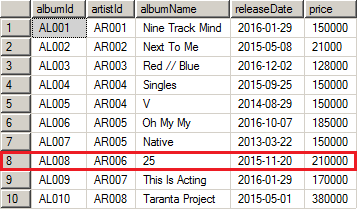 albumId artistId albumName releaseDate price
1 AL001 AR001 Nine Track Mind 2016-01-29 150000
2 AL002 AR002 Next To Me 2015-05-08 21000
3 AL003 AR003 Red // Blue 2016-12-02 128000
4 AL004 AR004 Singles 2015-09-25 150000
5 AL005 AR004 V 2014-08-29 150000
6 AL006 AR005 Oh My My 2016-10-07 185000
7 AL007 AR005 Native 2013-03-22 150000
8 AL008 AR006 25 2015-11-20 210000
9 AL009 AR007 This Is Acting 2016-01-29 170000
10 AL010 AR008 Taranta Project 2015-05-01 380000